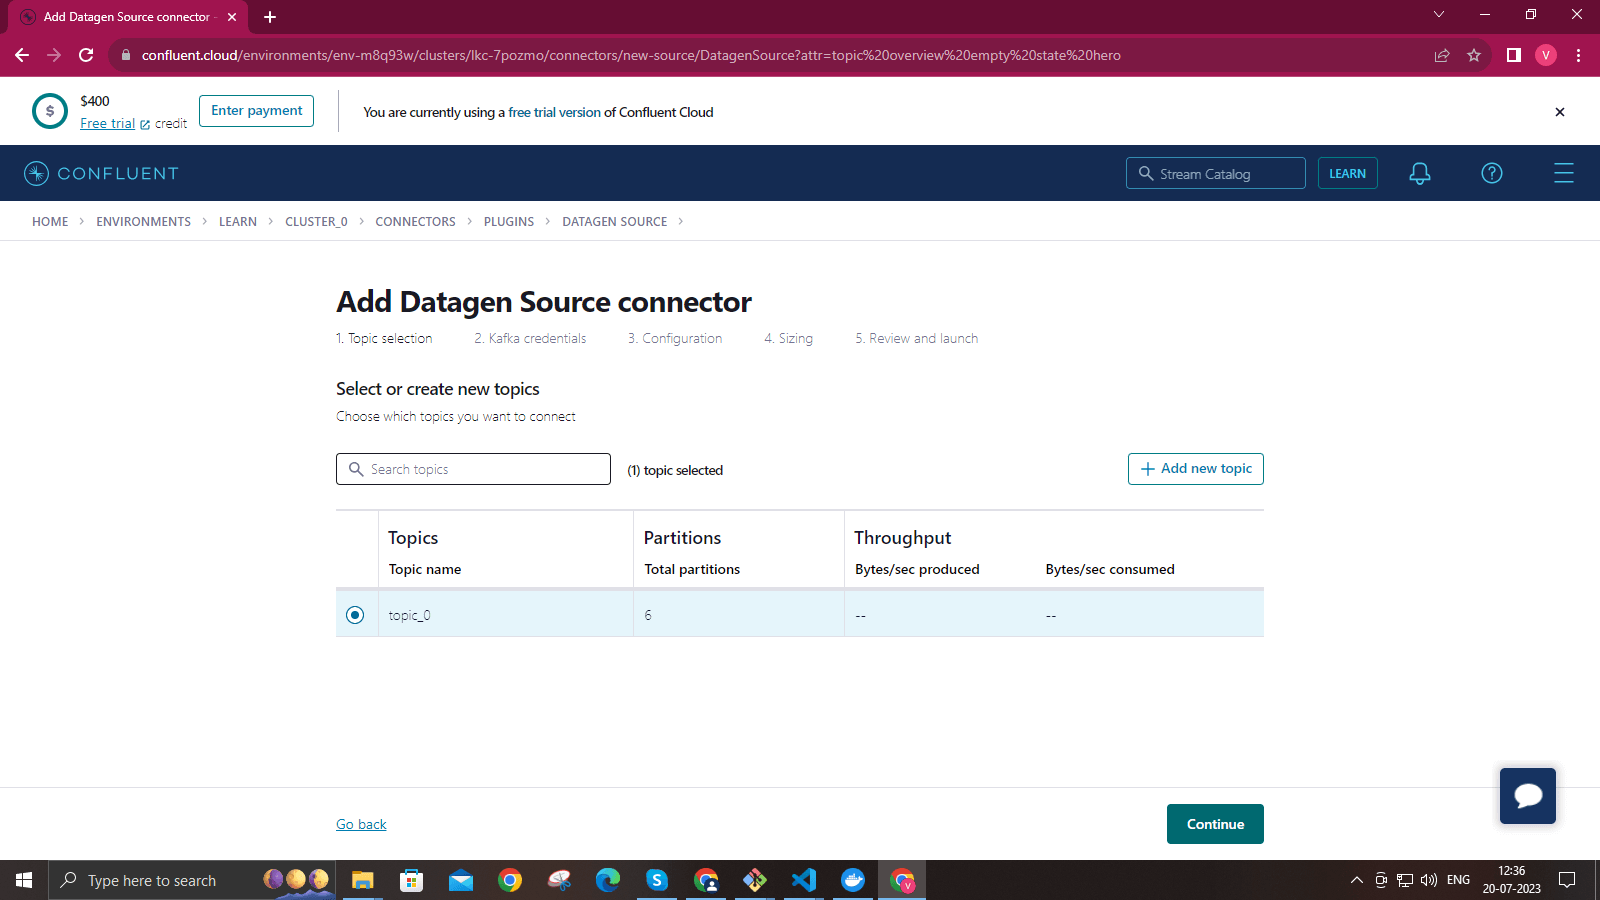 Add Datagen Source connector -
confluent.cloud/environments/env-m8q93w/clusters/lkc-7pozmo/connectors/new-source/DatagenSource?attr=topic%20overview%20empty%20state%20hero
V
$
$400
Free trial credit
Enter payment
You are currently using a free trial version of Confluent Cloud
CONFLUENT
Stream Catalog
LEARN
?
HOME > ENVIRONMENTS > LEARN > CLUSTER_0 > CONNECTORS > PLUGINS > DATAGEN SOURCE >
Add Datagen Source connector
1. Topic selection 2. Kafka credentials 3. Configuration 4. Sizing 5. Review and launch
Select or create new topics
Choose which topics you want to connect
Search topics
(1) topic selected
+ Add new topic
Topics Partitions Throughput
Topic name Total partitions Bytes/sec produced Bytes/sec consumed
topic_0 6 -- --
Go back
Continue
Type here to search
S
V
ENG
12:36
20-07-2023